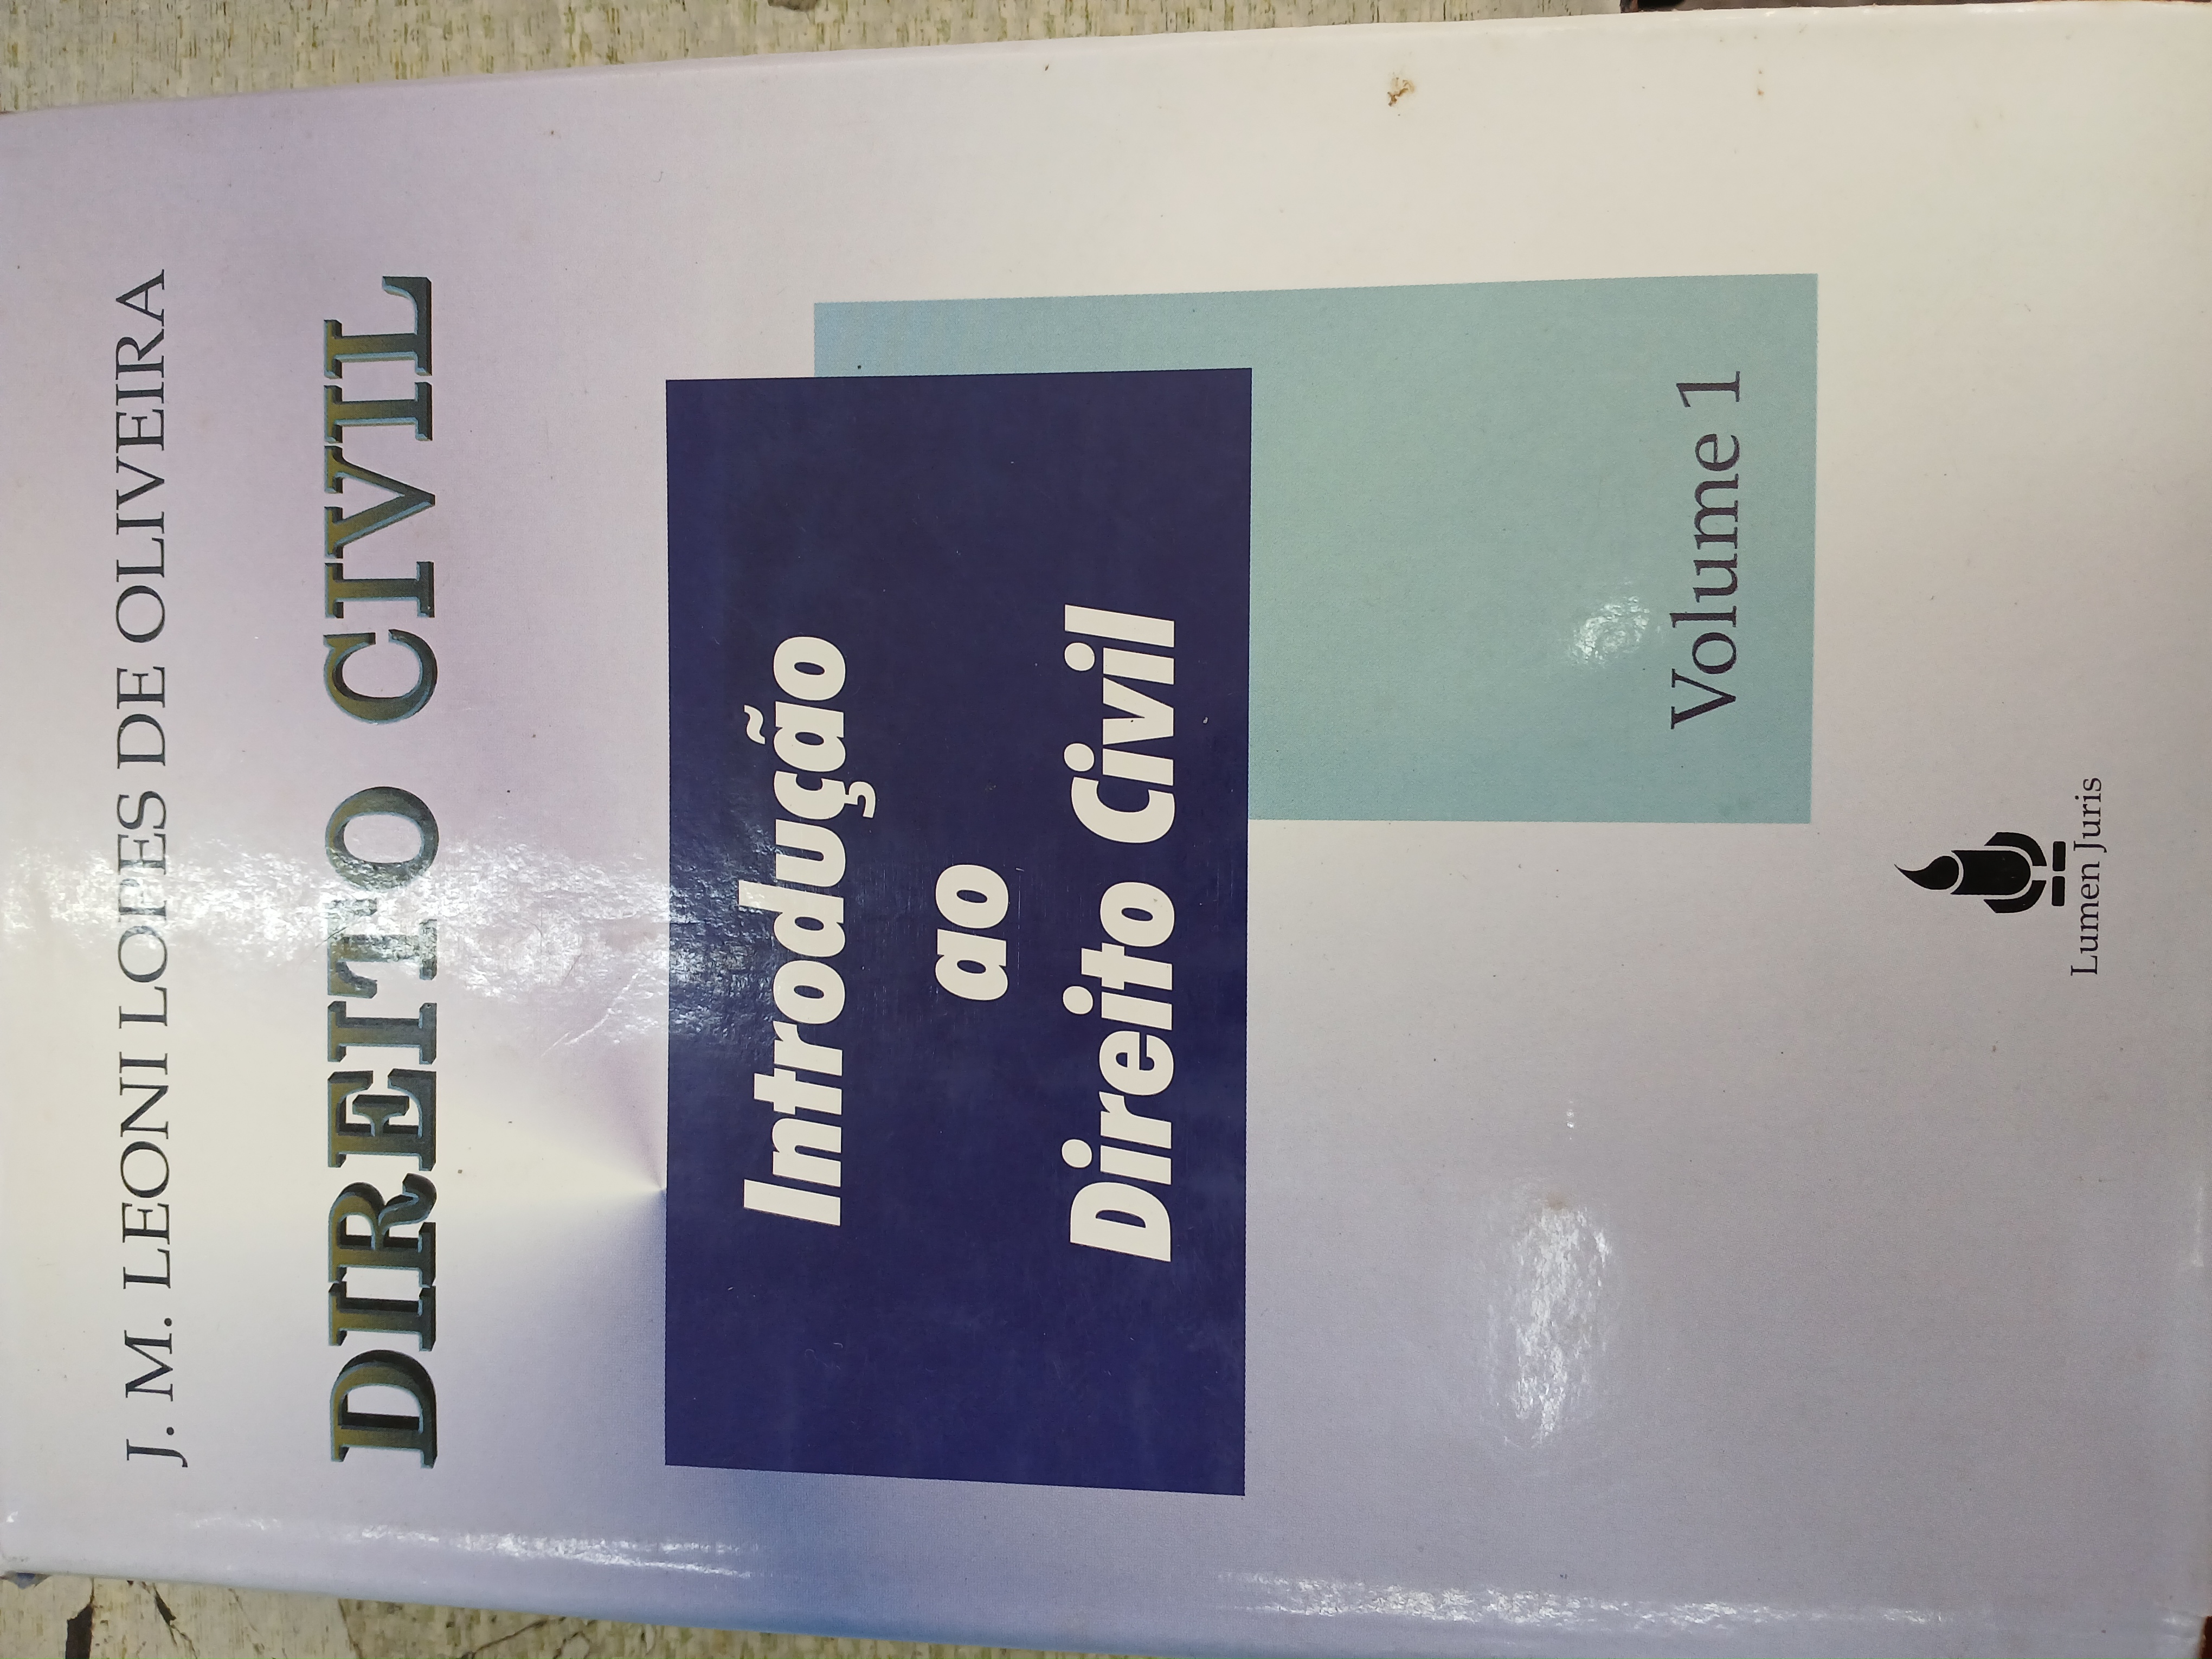 J. M. LEONI LOPES DE OLIVEIRA
DIREITO CIVIL
Introdução
ao
Direito Civil
Volume 1
Lumen Juris